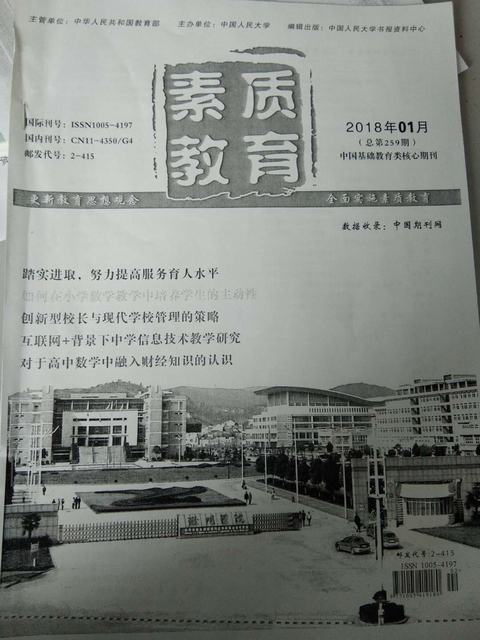 主管单位：中华人民共和国教育部 主办单位：中国人民大学 编辑出版：中国人民大学书报资料中心
素质
教育
国际刊号：ISSN1005-4197
国内刊号：CN11-4350/G4
邮发代号：2-415
2018年01月
（总第259期）
中国基础教育类核心期刊
更新教育思想观念 全面实施素质教育
数据收录：中国期刊网
踏实进取，努力提高服务育人水平
如何在小学数学教学中培养学生的主动性
创新型校长与现代学校管理的策略
互联网+背景下中学信息技术教学研究
对于高中数学中融入财经知识的认识
邮发代号：2-415
ISSN 1005-4197